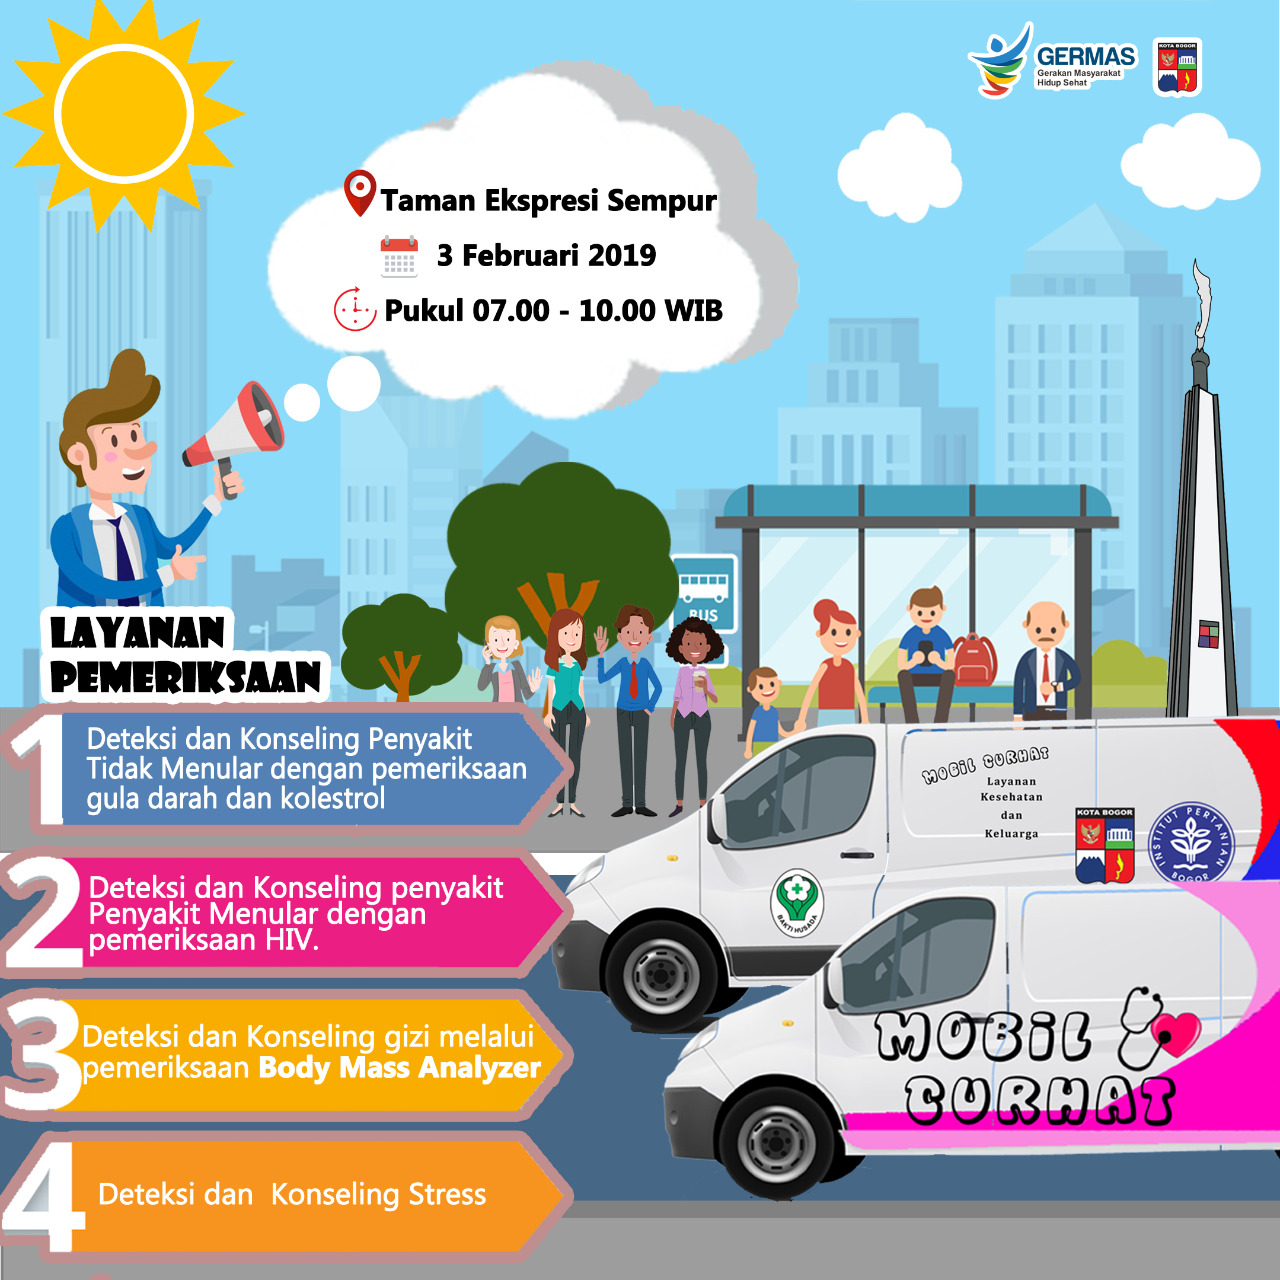 GERMAS
Gerakan Masyarakat
Hidup Sehat
KOTA BOGOR
Taman Ekspresi Sempur
3 Februari 2019
Pukul 07.00 - 10.00 WIB
BUS
LAYANAN
PEMERIKSAAN
1
Deteksi dan Konseling Penyakit
Tidak Menular dengan pemeriksaan
gula darah dan kolestrol
2
Deteksi dan Konseling penyakit
Penyakit Menular dengan
pemeriksaan HIV.
3
Deteksi dan Konseling gizi melalui
pemeriksaan Body Mass Analyzer
4
Deteksi dan Konseling Stress
MOBIL CURHAT
Layanan
Kesehatan
dan
Keluarga
KOTA BOGOR
INSTITUT PERTANIAN
BOGOR
BAKTI HUSADA
MOBIL
CURHAT